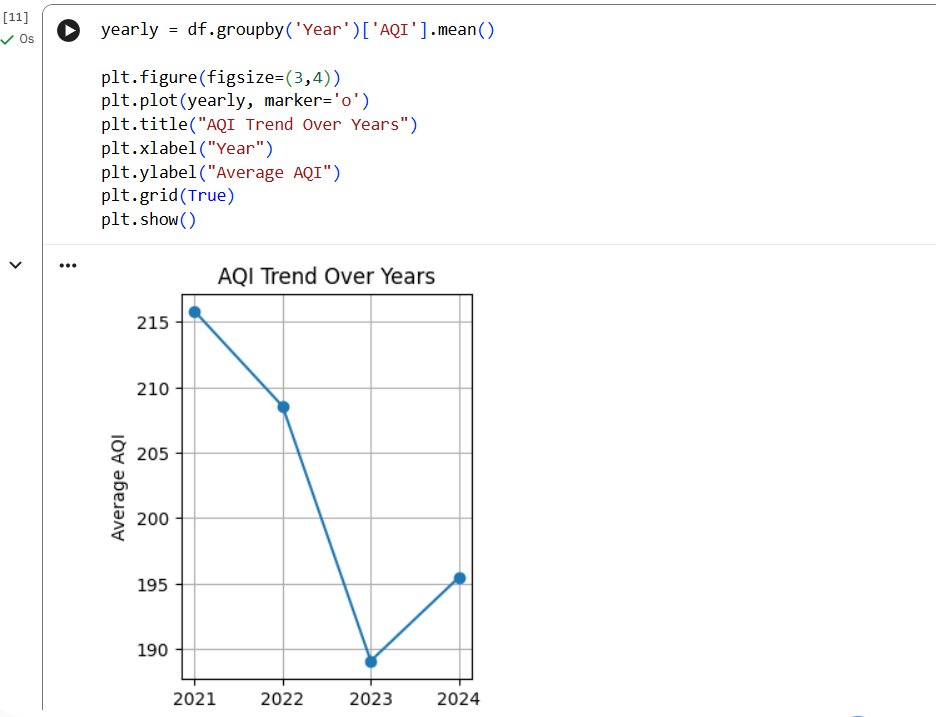 [11]
0s
yearly = df.groupby('Year')['AQI'].mean()
plt.figure(figsize=(3,4))
plt.plot(yearly, marker='o')
plt.title("AQI Trend Over Years")
plt.xlabel("Year")
plt.ylabel("Average AQI")
plt.grid(True)
plt.show()
AQI Trend Over Years
Average AQI
215
210
205
200
195
190
2021 2022 2023 2024